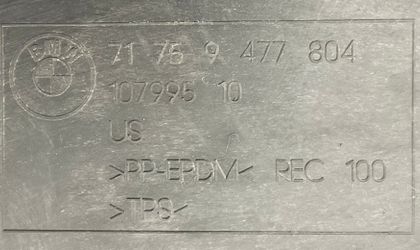 BMW
71 75 9 477 804
107995 10
US
>PP-EPDM< REC 100
>TPS<